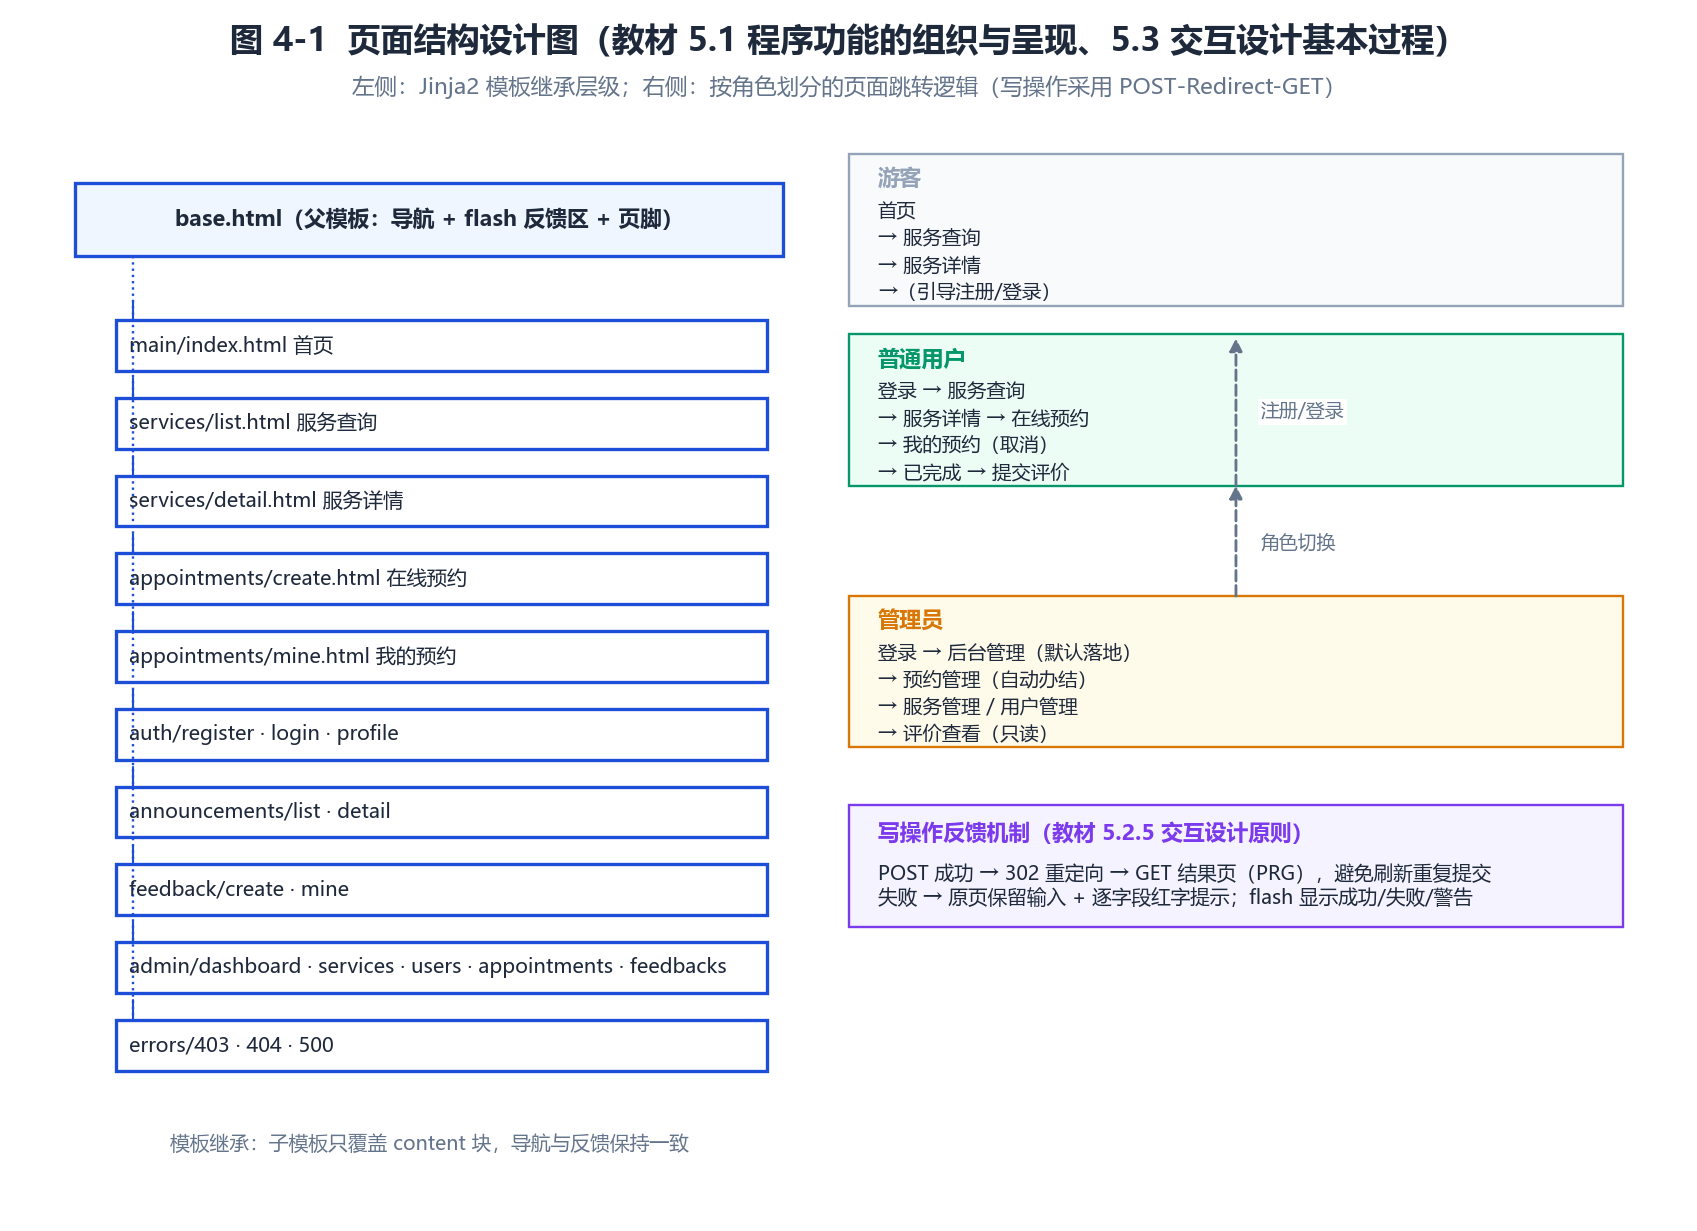 图 4-1 页面结构设计图（教材 5.1 程序功能的组织与呈现、5.3 交互设计基本过程）
左侧：Jinja2 模板继承层级；右侧：按角色划分的页面跳转逻辑（写操作采用 POST-Redirect-GET）
base.html（父模板：导航 + flash 反馈区 + 页脚）
main/index.html 首页
services/list.html 服务查询
services/detail.html 服务详情
appointments/create.html 在线预约
appointments/mine.html 我的预约
auth/register · login · profile
announcements/list · detail
feedback/create · mine
admin/dashboard · services · users · appointments · feedbacks
errors/403 · 404 · 500
模板继承：子模板只覆盖 content 块，导航与反馈保持一致
游客
首页
→ 服务查询
→ 服务详情
→（引导注册/登录）
普通用户
登录 → 服务查询
→ 服务详情 → 在线预约
→ 我的预约（取消）
→ 已完成 → 提交评价
注册/登录
角色切换
管理员
登录 → 后台管理（默认落地）
→ 预约管理（自动办结）
→ 服务管理 / 用户管理
→ 评价查看（只读）
写操作反馈机制（教材 5.2.5 交互设计原则）
POST 成功 → 302 重定向 → GET 结果页（PRG），避免刷新重复提交
失败 → 原页保留输入 + 逐字段红字提示；flash 显示成功/失败/警告